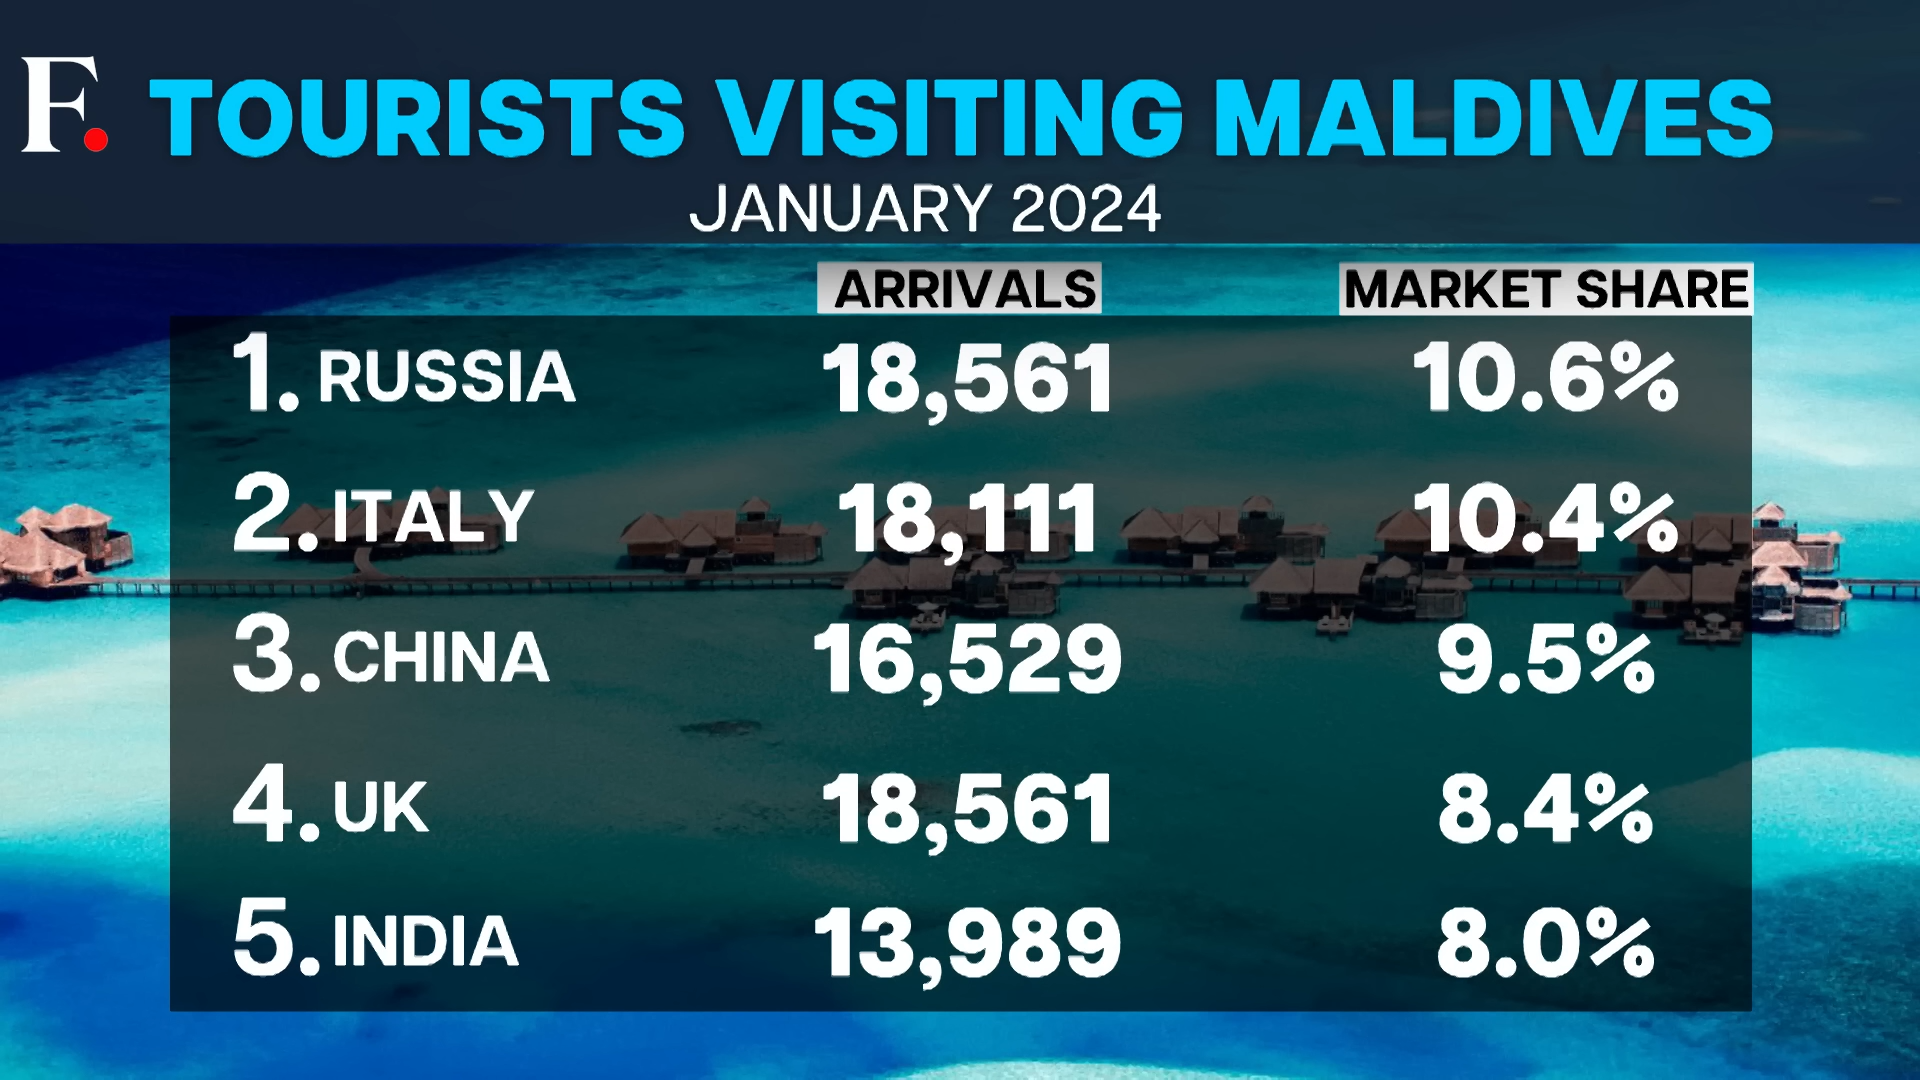 F.
TOURISTS VISITING MALDIVES
JANUARY 2024
ARRIVALS MARKET SHARE
1. RUSSIA 18,561 10.6%
2. ITALY 18,111 10.4%
3. CHINA 16,529 9.5%
4. UK 18,561 8.4%
5. INDIA 13,989 8.0%